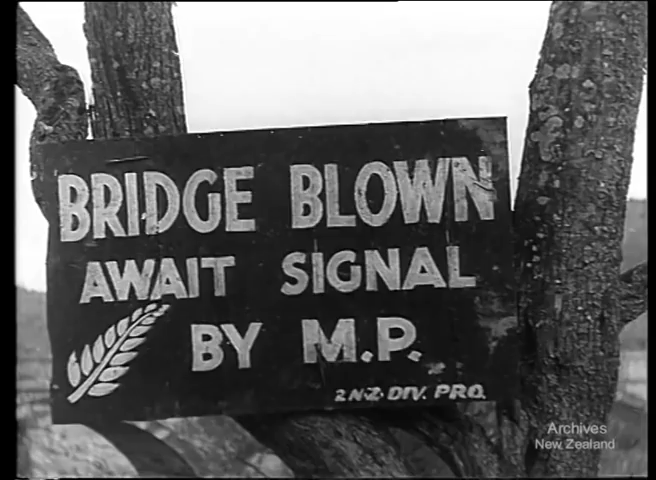 BRIDGE BLOWN
AWAIT SIGNAL
BY M.P.
2 N.Z. DIV. PRO.
Archives
New Zealand